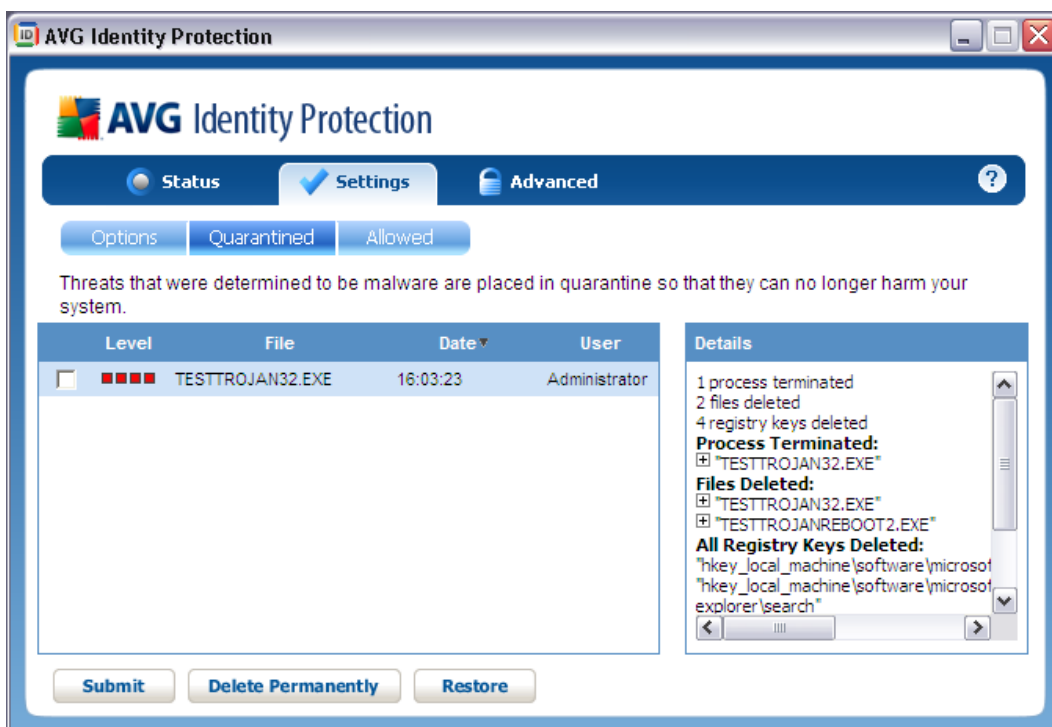 AVG Identity Protection
AVG Identity Protection
Status Settings Advanced ?
Options Quarantined Allowed
Threats that were determined to be malware are placed in quarantine so that they can no longer harm your
system.
Level File Date User
TESTTROJAN32.EXE 16:03:23 Administrator
Details
1 process terminated
2 files deleted
4 registry keys deleted
Process Terminated:
"TESTTROJAN32.EXE"
Files Deleted:
"TESTTROJAN32.EXE"
"TESTTROJANREBOOT2.EXE"
All Registry Keys Deleted:
"hkey_local_machine\software\microsof
"hkey_local_machine\software\microsof
explorer\search"
Submit Delete Permanently Restore